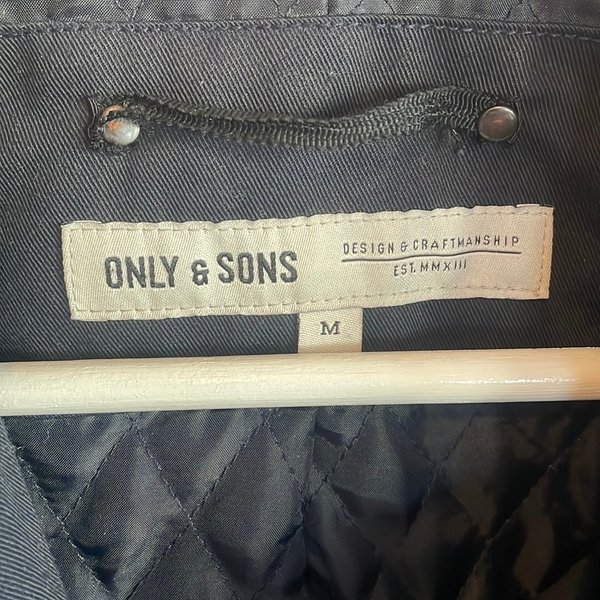 ONLY & SONS
DESIGN & CRAFTMANSHIP
EST. MMXIII
M